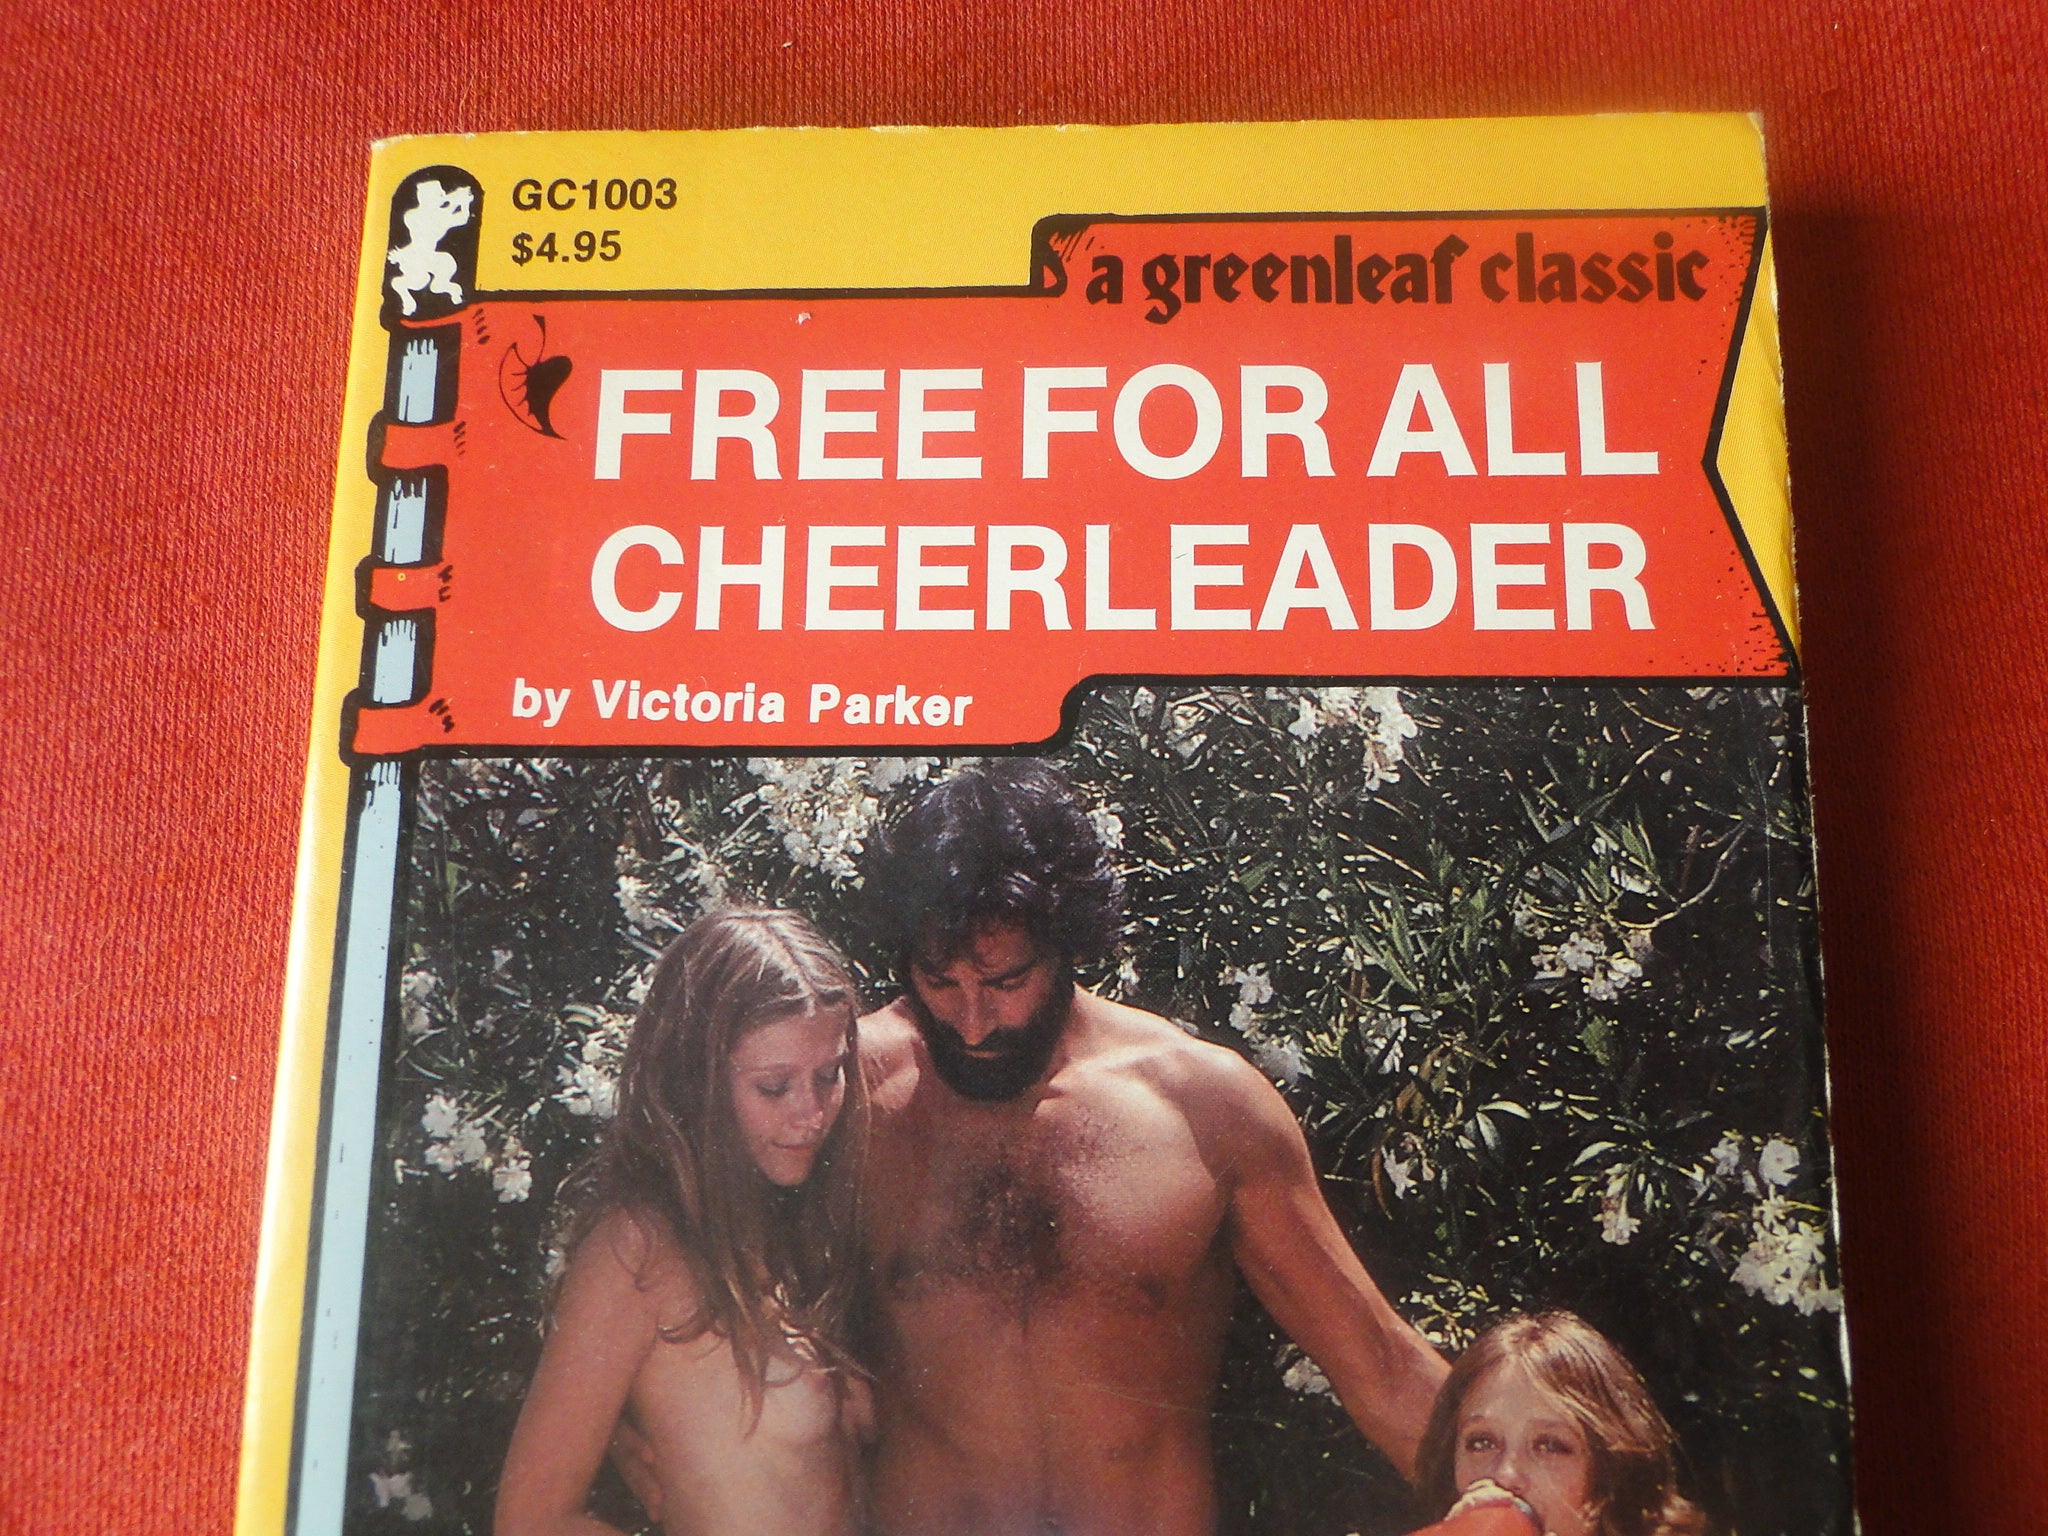 GC1003
$4.95
a greenleaf classic
FREE FOR ALL
CHEERLEADER
by Victoria Parker